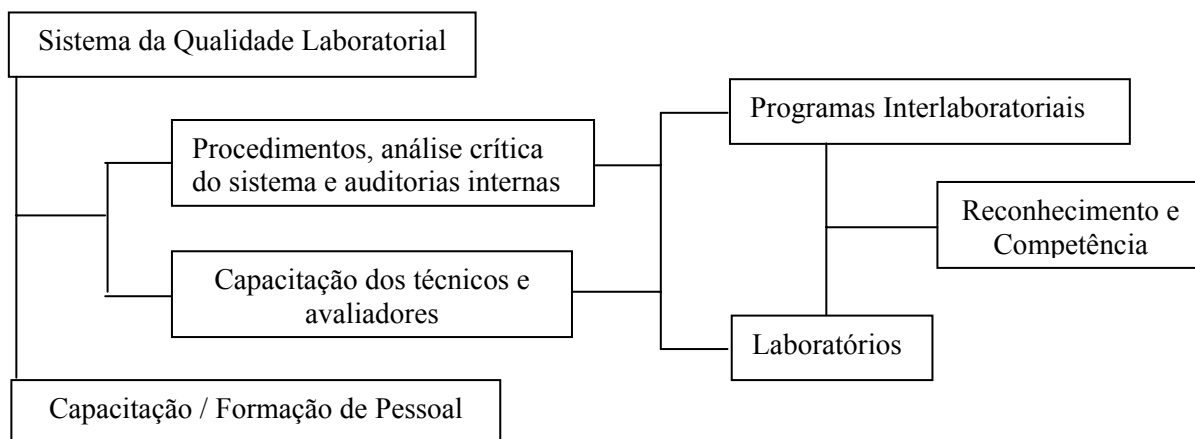 Sistema da Qualidade Laboratorial
Programas Interlaboratoriais
Procedimentos, análise crítica
do sistema e auditorias internas
Reconhecimento e
Competência
Capacitação dos técnicos e
avaliadores
Laboratórios
Capacitação / Formação de Pessoal